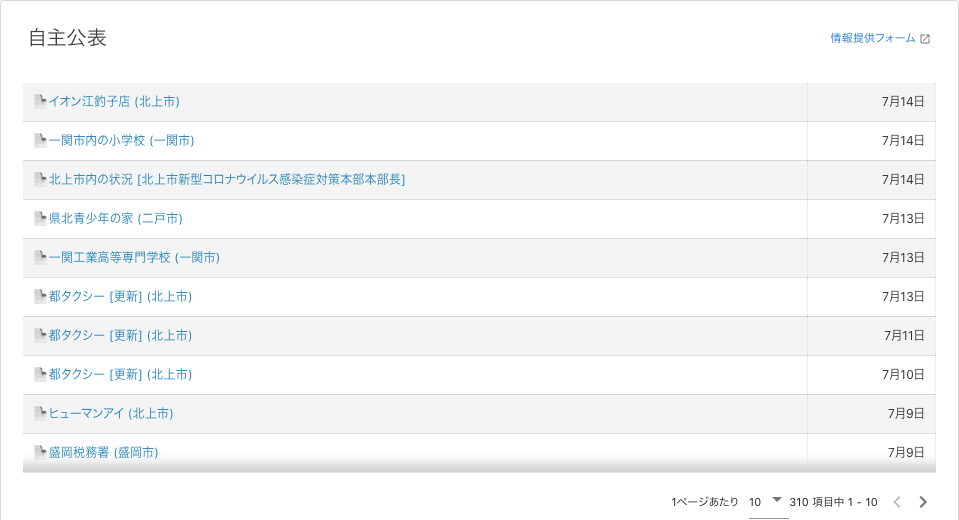 自主公表
情報提供フォーム
イオン江釣子店 (北上市) 7月14日
一関市内の小学校 (一関市) 7月14日
北上市内の状況 [北上市新型コロナウイルス感染症対策本部本部長] 7月14日
県北青少年の家 (二戸市) 7月13日
一関工業高等専門学校 (一関市) 7月13日
都タクシー [更新] (北上市) 7月13日
都タクシー [更新] (北上市) 7月11日
都タクシー [更新] (北上市) 7月10日
ヒューマンアイ (北上市) 7月9日
盛岡税務署 (盛岡市) 7月9日
1ページあたり 10 310 項目中 1 - 10